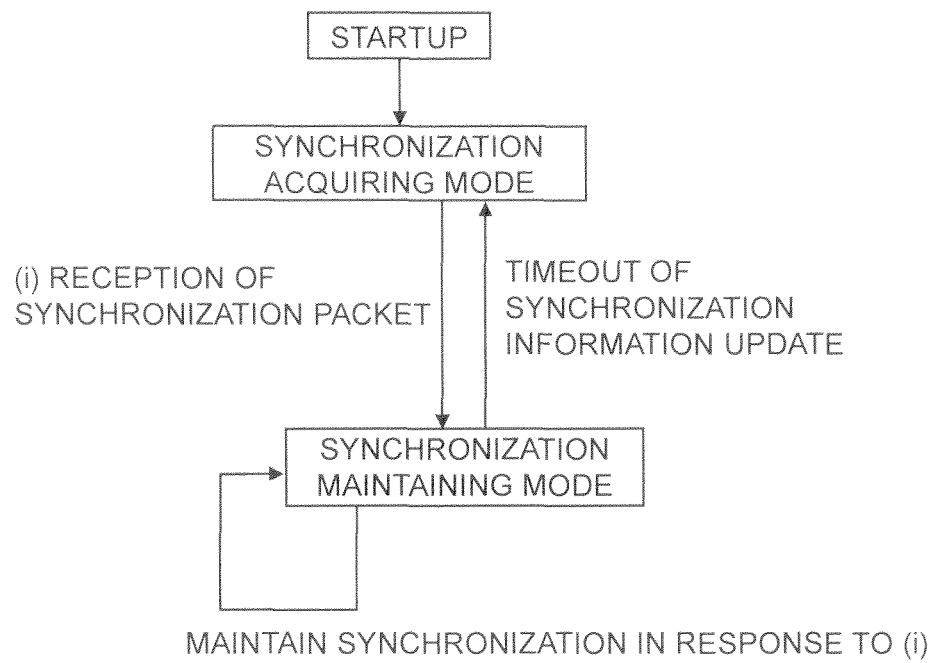 STARTUP
SYNCHRONIZATION
ACQUIRING MODE
(i) RECEPTION OF
SYNCHRONIZATION PACKET
TIMEOUT OF
SYNCHRONIZATION
INFORMATION UPDATE
SYNCHRONIZATION
MAINTAINING MODE
MAINTAIN SYNCHRONIZATION IN RESPONSE TO (i)